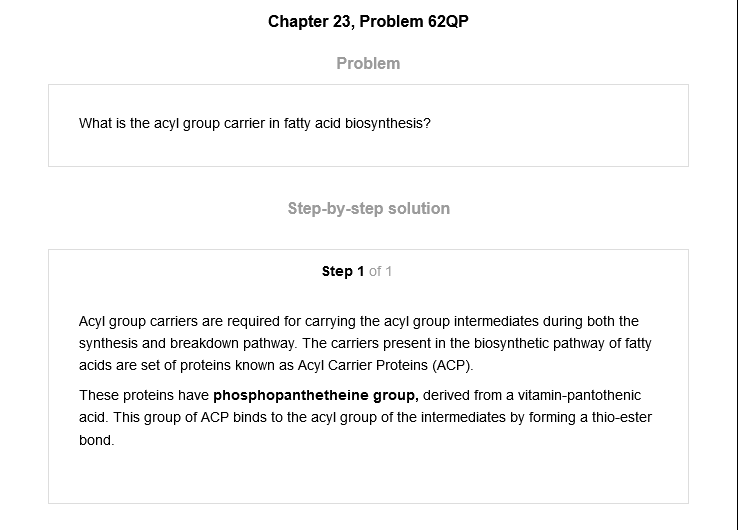 Chapter 23, Problem 62QP
Problem
What is the acyl group carrier in fatty acid biosynthesis?
Step-by-step solution
Step 1 of 1
Acyl group carriers are required for carrying the acyl group intermediates during both the
synthesis and breakdown pathway. The carriers present in the biosynthetic pathway of fatty
acids are set of proteins known as Acyl Carrier Proteins (ACP).
These proteins have phosphopanthetheine group, derived from a vitamin-pantothenic
acid. This group of ACP binds to the acyl group of the intermediates by forming a thio-ester
bond.